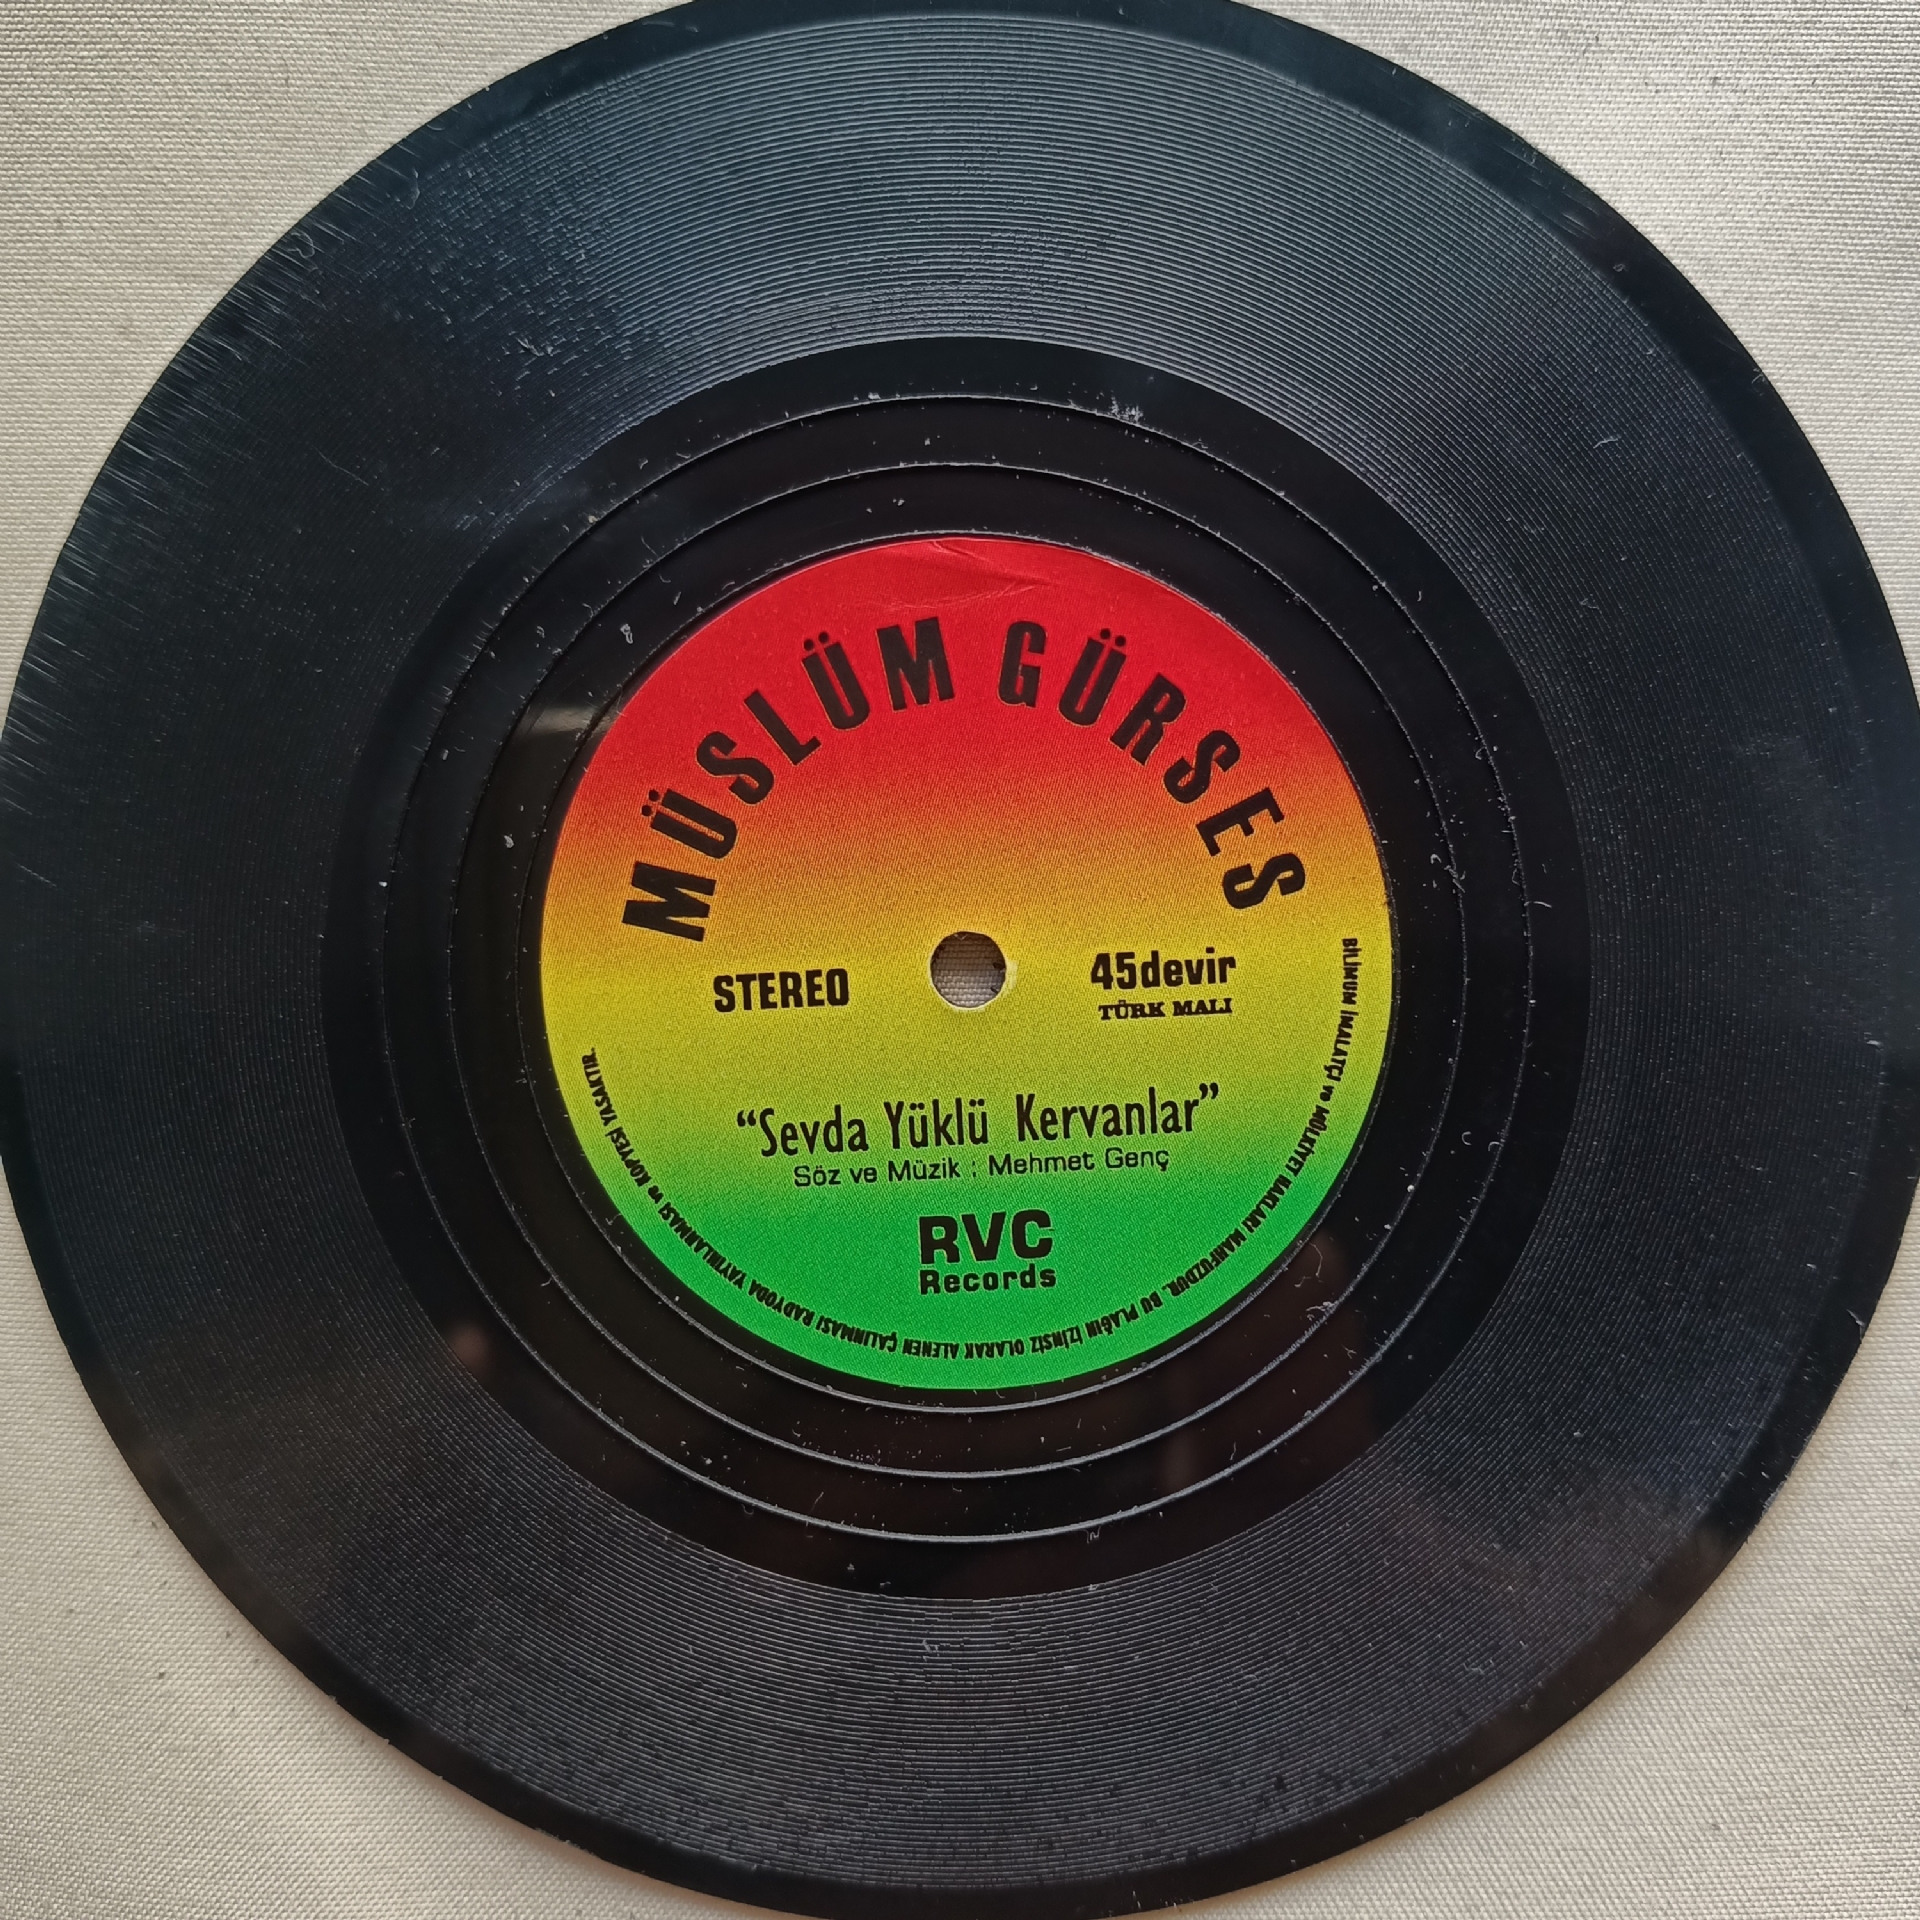 MÜSLÜM GÜRSES
STEREO
45devir
TÜRK MALI
“Sevda Yüklü Kervanlar”
Söz ve Müzik : Mehmet Genç
RVC
Records
BİLİMUM İMALATÇI ve MÜLKİYET HAKLARI MAHFUZDUR. BU PLAĞIN İZİNSİZ OLARAK ALENEN ÇALINMASI RADYODA YAYINLANMASI ve KOPYESİ YASAKTIR.